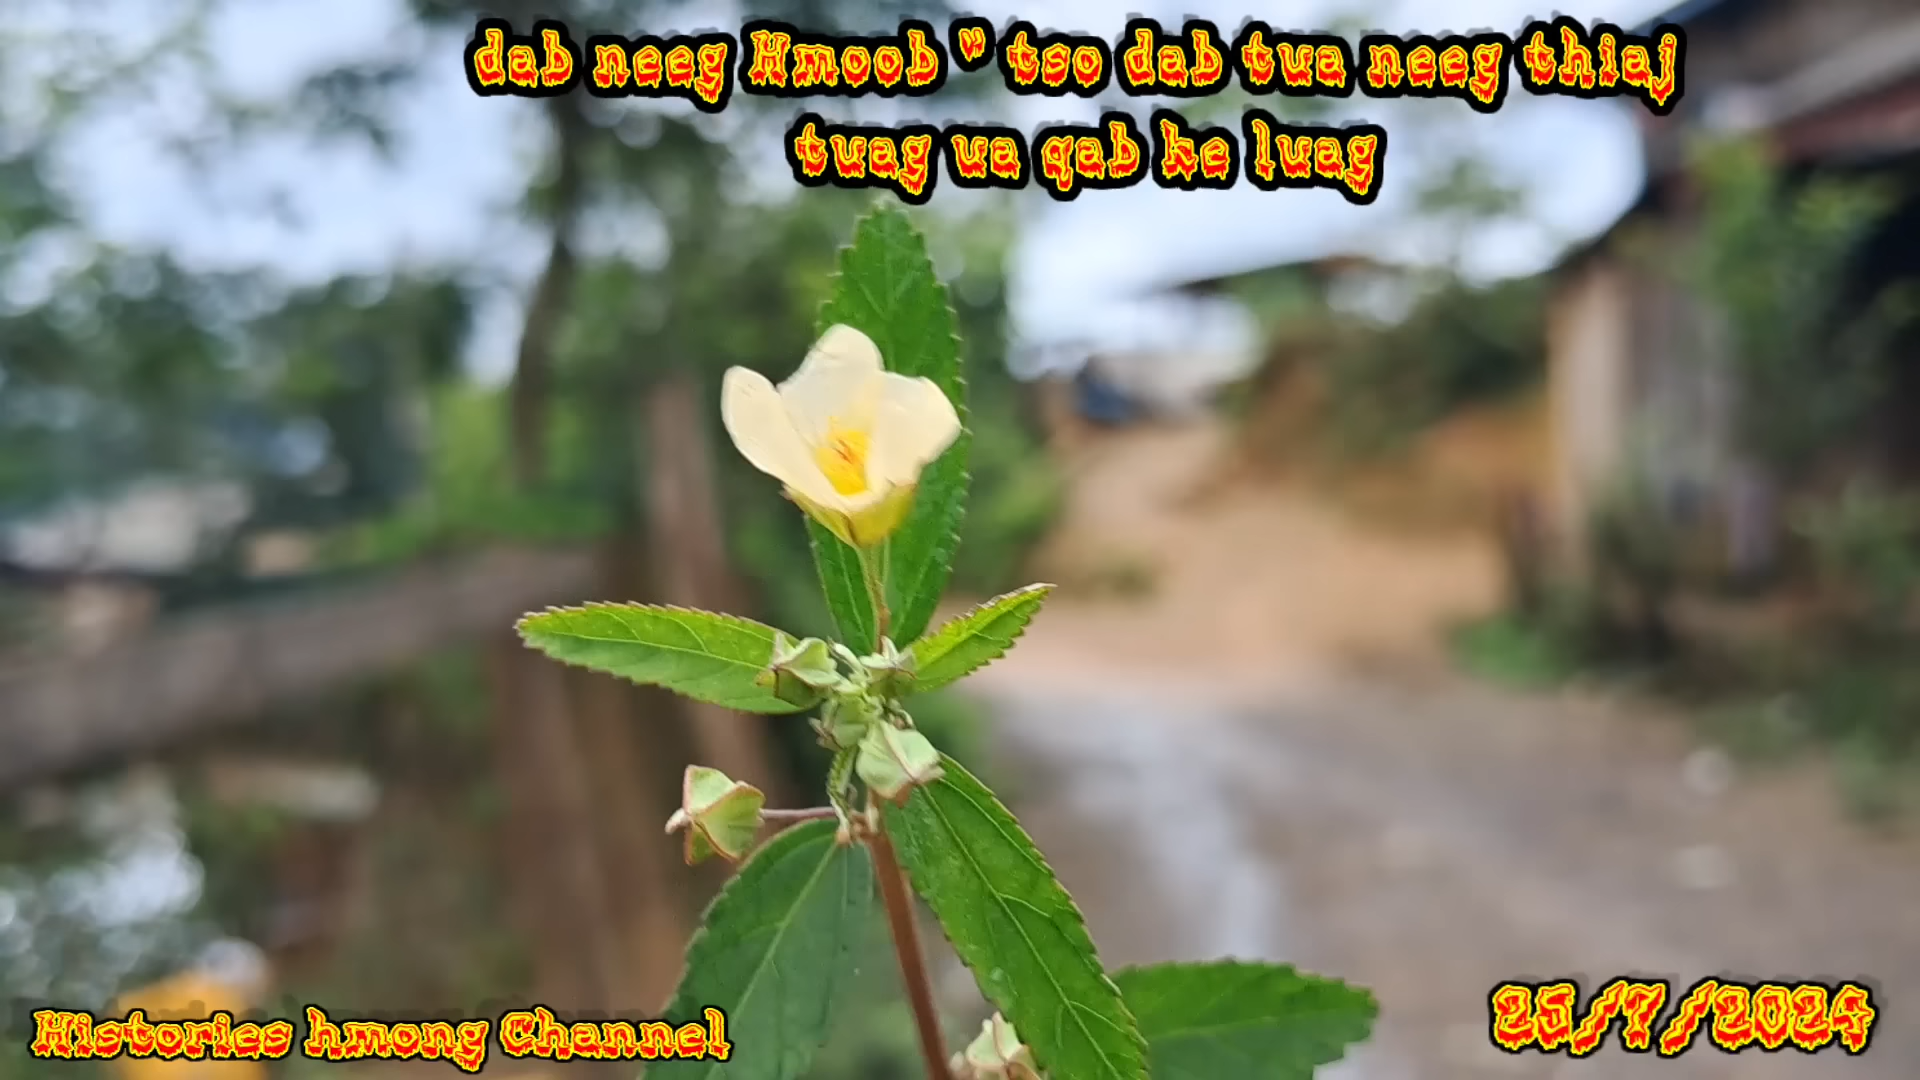 dab neeg Hmoob " tso dab tua neeg thiaj
tuag ua qab ke luag
Histories hmong Channel
25/7/2024